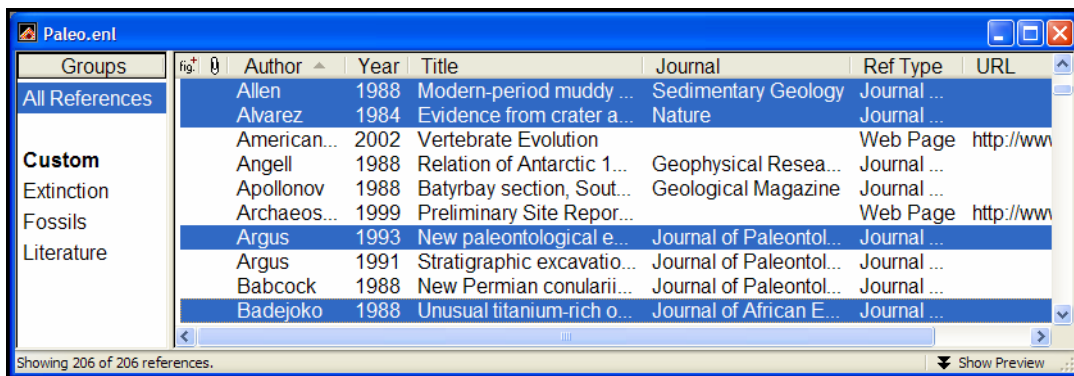 Paleo.enl
Groups fig. Author Year Title Journal Ref Type URL
All References
Custom
Extinction
Fossils
Literature
Allen 1988 Modern-period muddy ... Sedimentary Geology Journal ...
Alvarez 1984 Evidence from crater a... Nature Journal ...
American... 2002 Vertebrate Evolution Web Page http://www
Angell 1988 Relation of Antarctic 1... Geophysical Resea... Journal ...
Apollonov 1988 Batyrbay section, Sout... Geological Magazine Journal ...
Archaeos... 1999 Preliminary Site Repor... Web Page http://www
Argus 1993 New paleontological e... Journal of Paleontol... Journal ...
Argus 1991 Stratigraphic excavatio... Journal of Paleontol... Journal ...
Babcock 1988 New Permian conularii... Journal of Paleontol... Journal ...
Badejoko 1988 Unusual titanium-rich o... Journal of African E... Journal ...
Showing 206 of 206 references. Show Preview